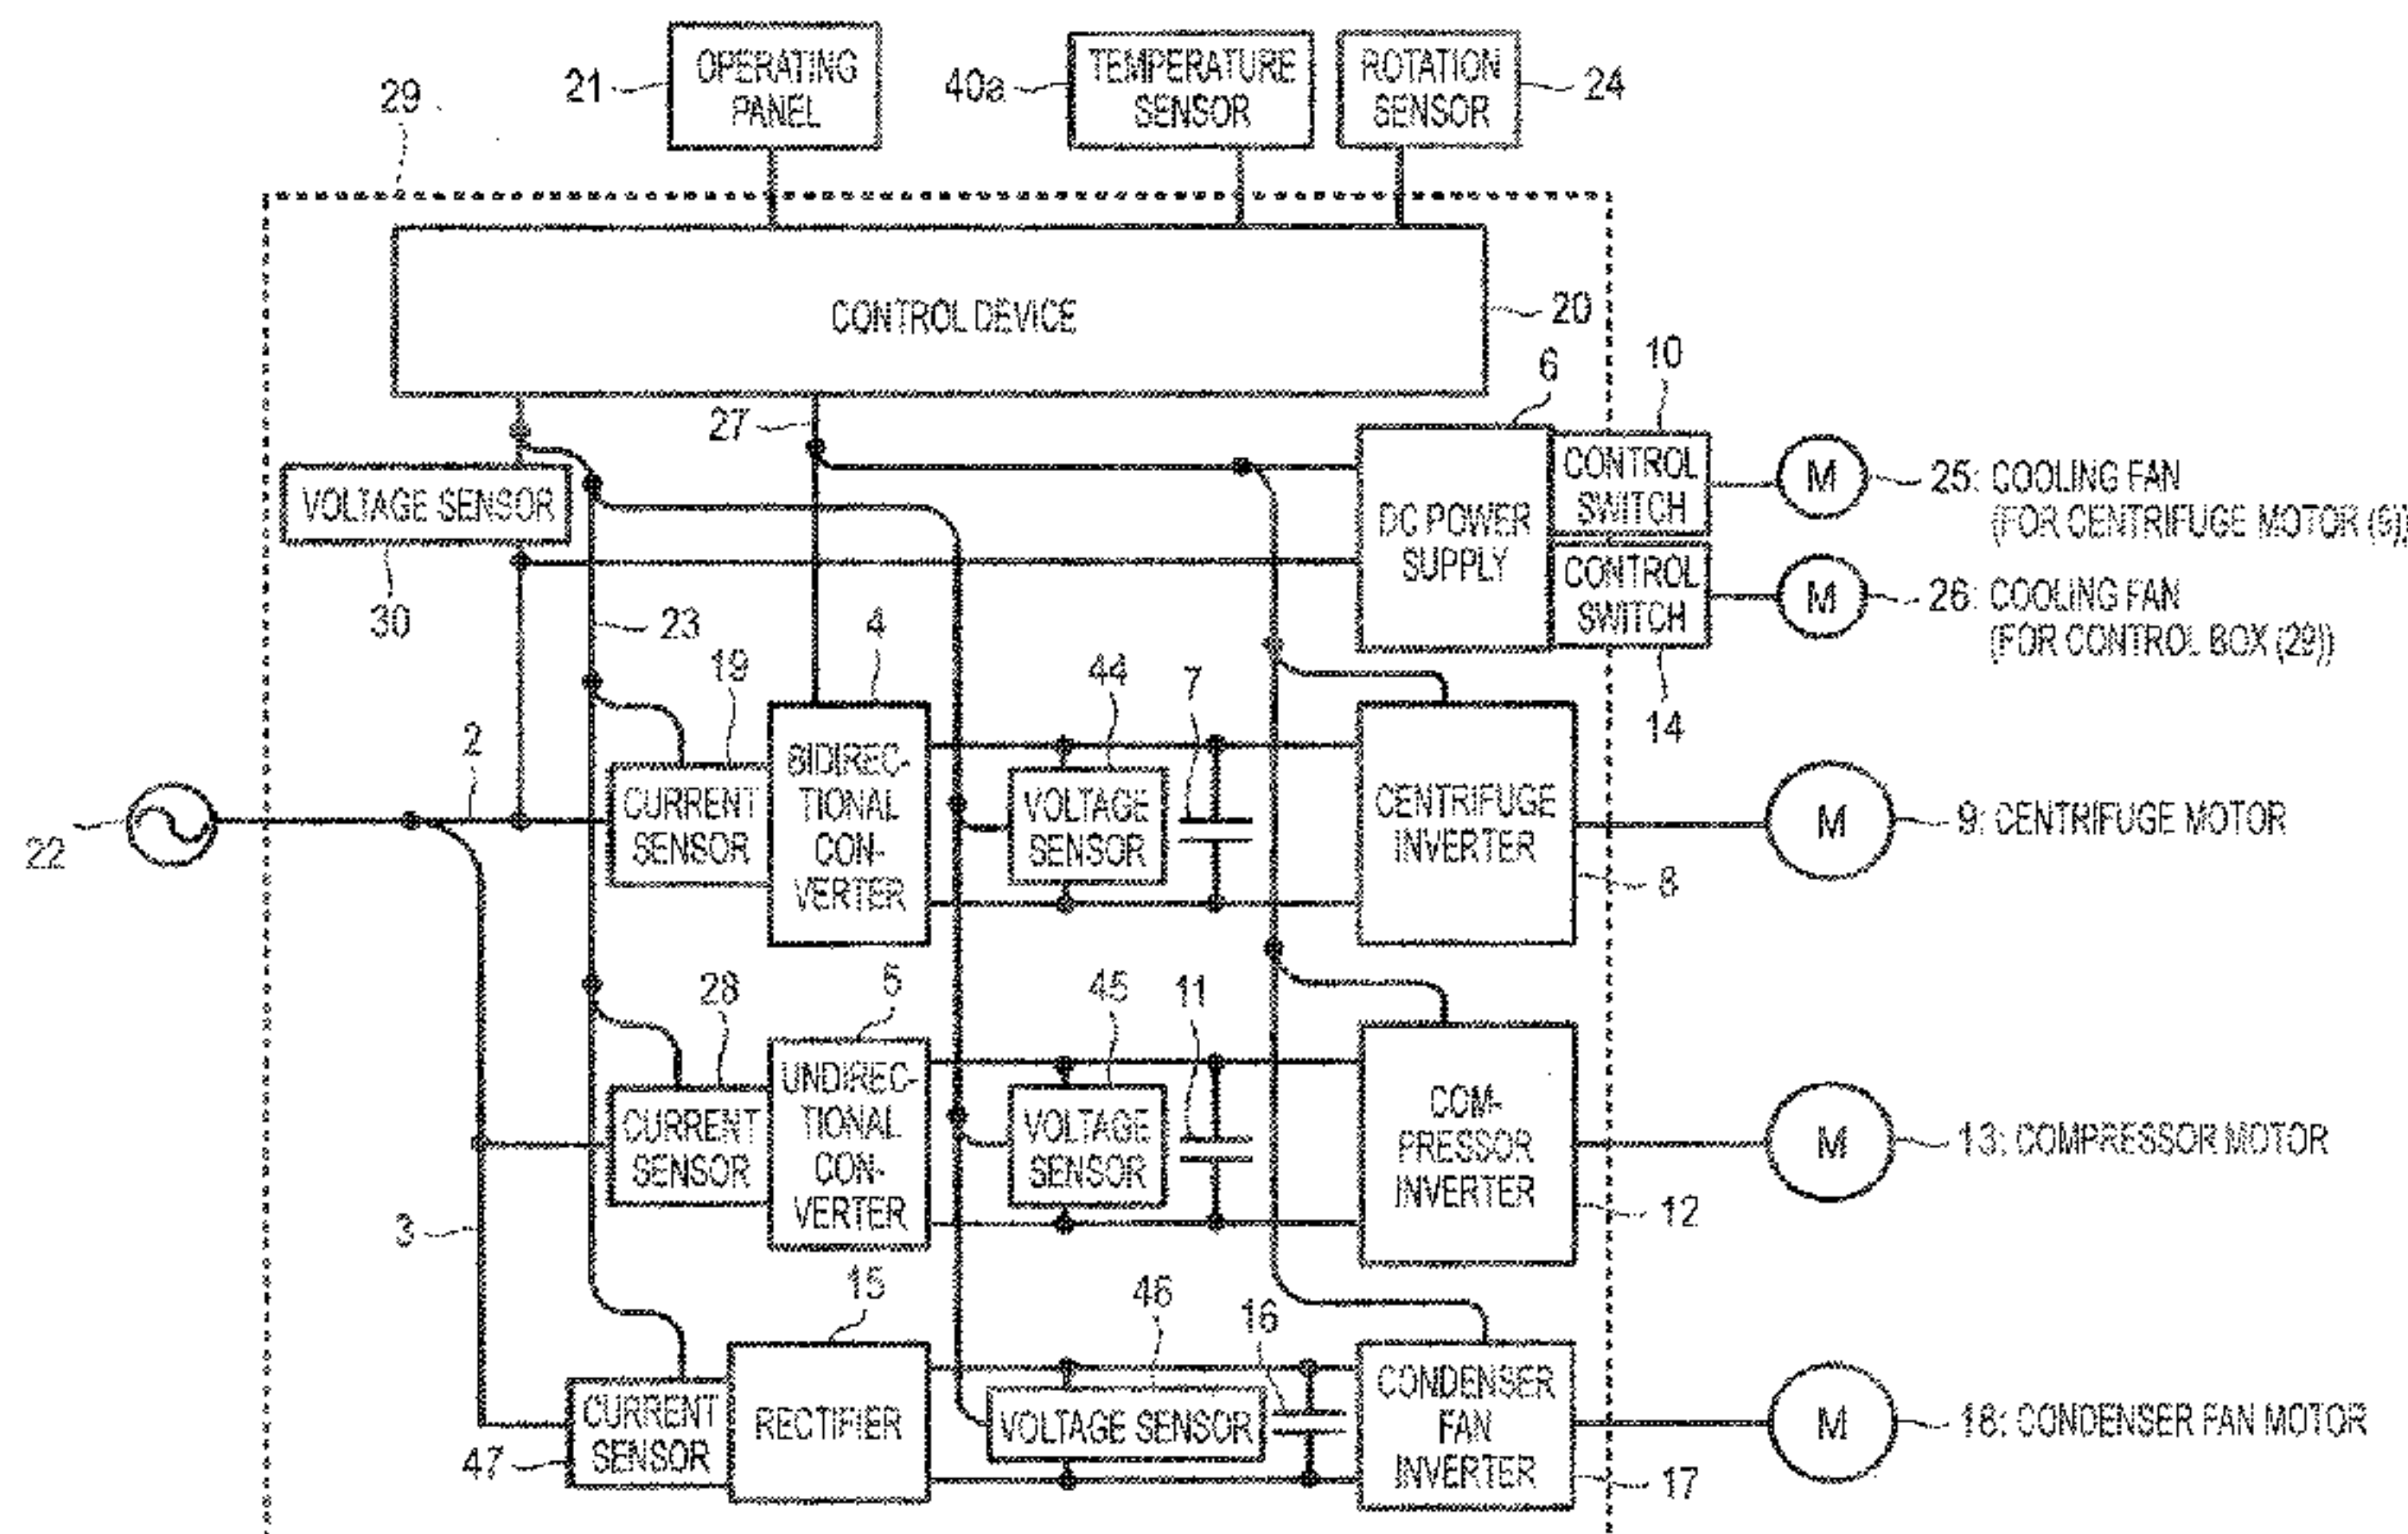 OPERATING
PANEL
21
TEMPERATURE
SENSOR
40a
ROTATION
SENSOR
24
29
CONTROL DEVICE
20
27
6
10
VOLTAGE SENSOR
30
23
DC POWER
SUPPLY
CONTROL
SWITCH
M
25: COOLING FAN
(FOR CENTRIFUGE MOTOR (6))
CONTROL
SWITCH
M
26: COOLING FAN
(FOR CONTROL BOX (29))
14
2
19
4
44
7
22
CURRENT
SENSOR
BIDIREC-
TIONAL
CON-
VERTER
VOLTAGE
SENSOR
CENTRIFUGE
INVERTER
8
M
9: CENTRIFUGE MOTOR
3
28
5
45
11
CURRENT
SENSOR
UNDIREC-
TIONAL
CON-
VERTER
VOLTAGE
SENSOR
COM-
PRESSOR
INVERTER
12
M
13: COMPRESSOR MOTOR
15
46
16
47
CURRENT
SENSOR
RECTIFIER
VOLTAGE SENSOR
CONDENSER
FAN
INVERTER
17
M
18: CONDENSER FAN MOTOR